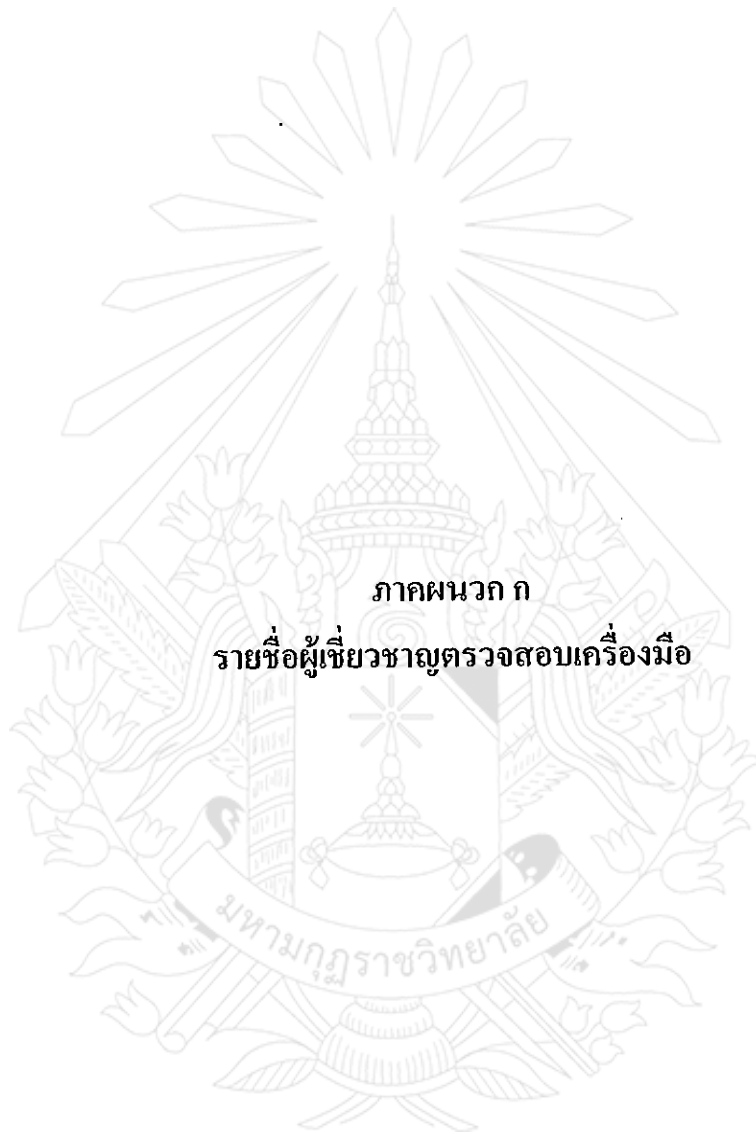 ภาคผนวก ก
รายชื่อผู้เชี่ยวชาญตรวจสอบเครื่องมือ
มหามกุฏราชวิทยาลัย